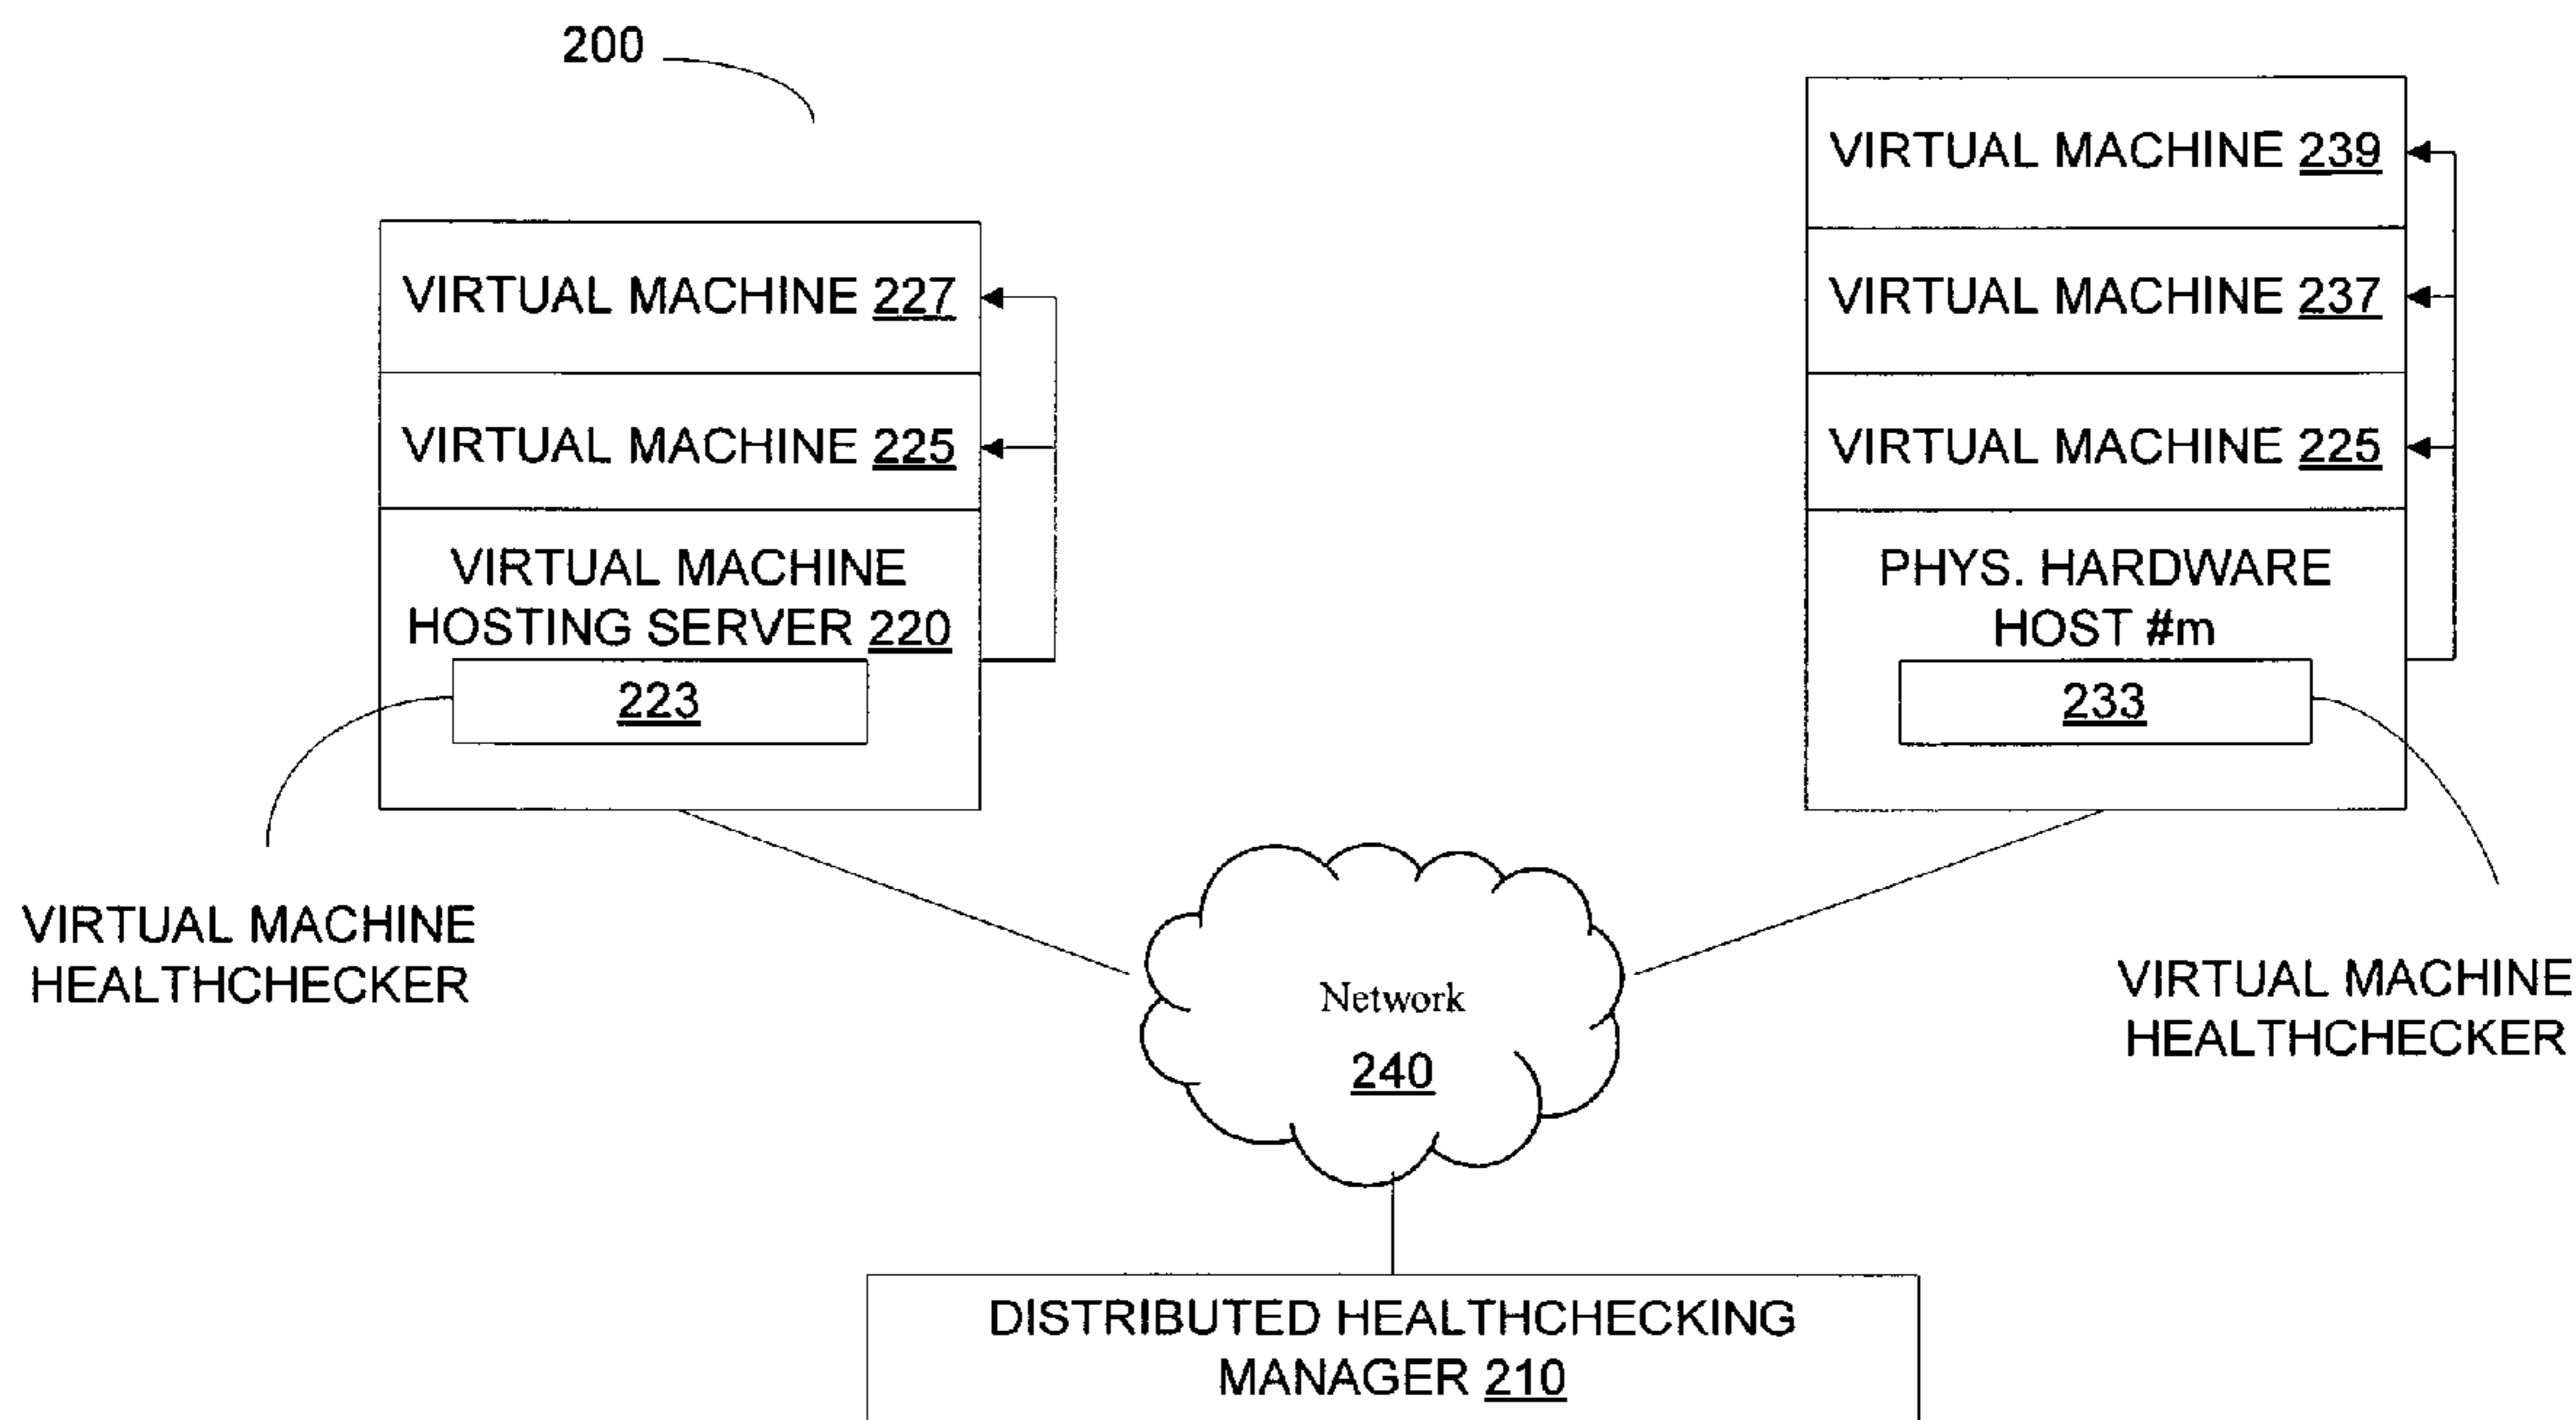 200
VIRTUAL MACHINE 227
VIRTUAL MACHINE 225
VIRTUAL MACHINE
HOSTING SERVER 220
223
VIRTUAL MACHINE
HEALTHCHECKER
VIRTUAL MACHINE 239
VIRTUAL MACHINE 237
VIRTUAL MACHINE 225
PHYS. HARDWARE
HOST #m
233
VIRTUAL MACHINE
HEALTHCHECKER
Network
240
DISTRIBUTED HEALTHCHECKING
MANAGER 210